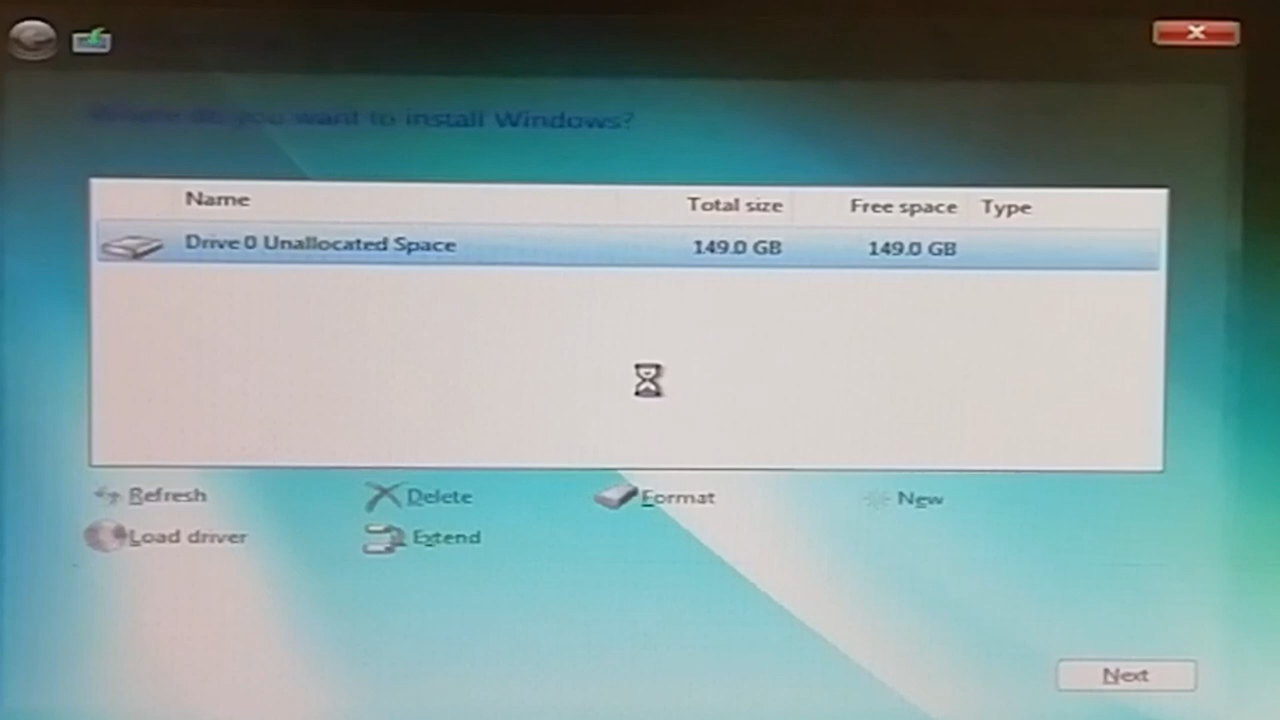 Where do you want to install Windows?
Name Total size Free space Type
Drive 0 Unallocated Space 149.0 GB 149.0 GB
Refresh Delete Format New
Load driver Extend
Next